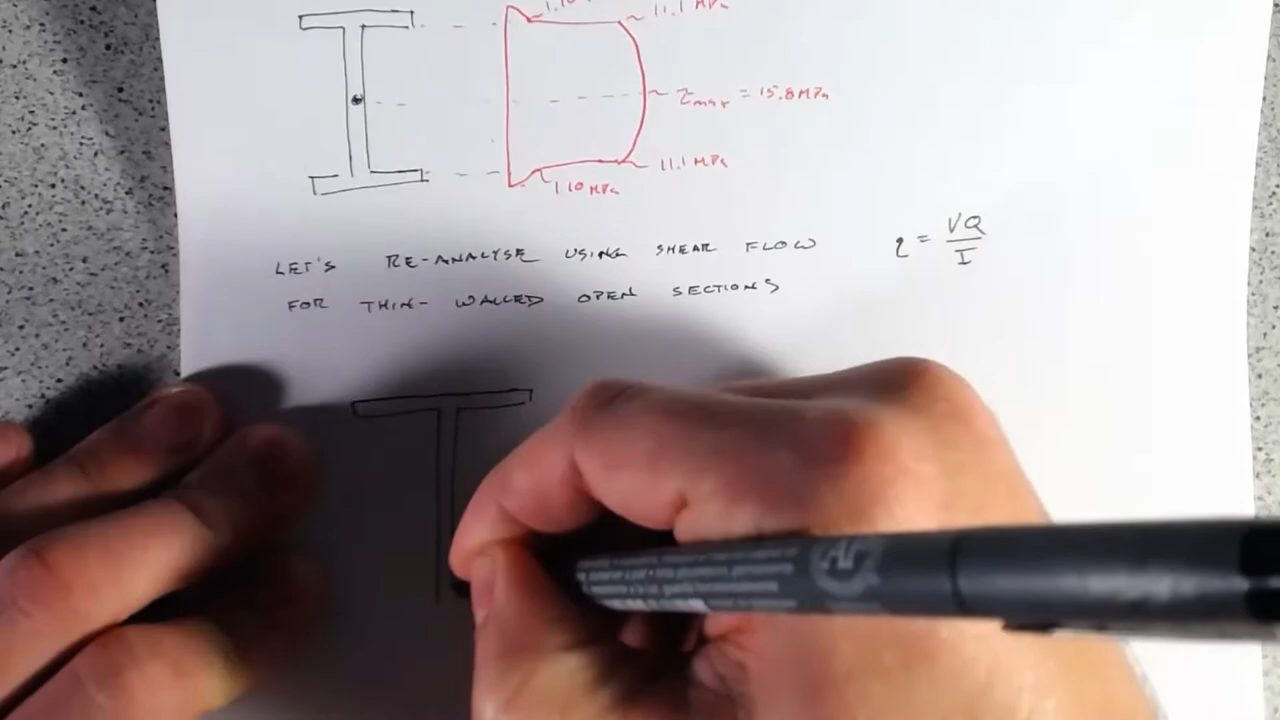 11.1 MPa
τmax = 15.8 MPa
11.1 MPa
1.10 MPa
LET'S RE-ANALYSE USING SHEAR FLOW
FOR THIN-WALLED OPEN SECTIONS
q = VQ
I